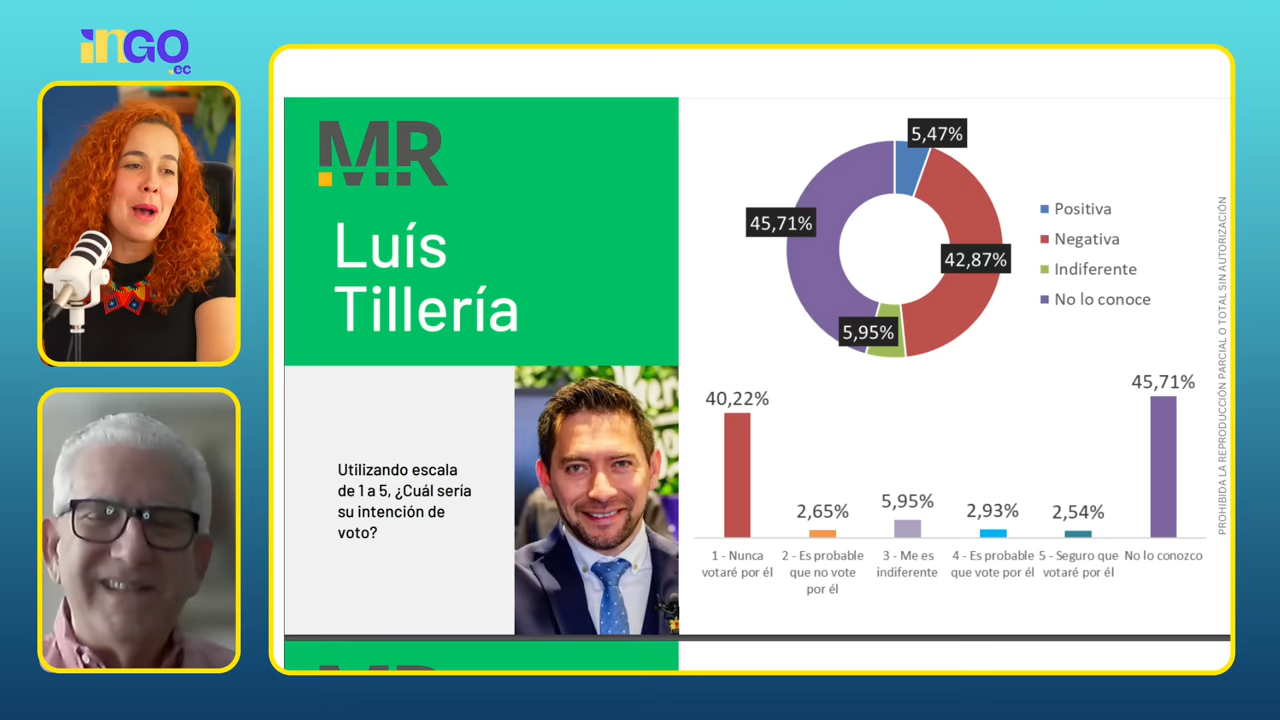 inGO
.ec
MR
Luís
Tillería
Utilizando escala
de 1 a 5, ¿Cuál sería
su intención de
voto?
5,47%
45,71%
42,87%
5,95%
Positiva
Negativa
Indiferente
No lo conoce
40,22%
2,65%
5,95%
2,93%
2,54%
45,71%
1 - Nunca
votaré por él
2 - Es probable
que no vote
por él
3 - Me es
indiferente
4 - Es probable
que vote por él
5 - Seguro que
votaré por él
No lo conozco
PROHIBIDA LA REPRODUCCIÓN PARCIAL O TOTAL SIN AUTORIZACIÓN
MR